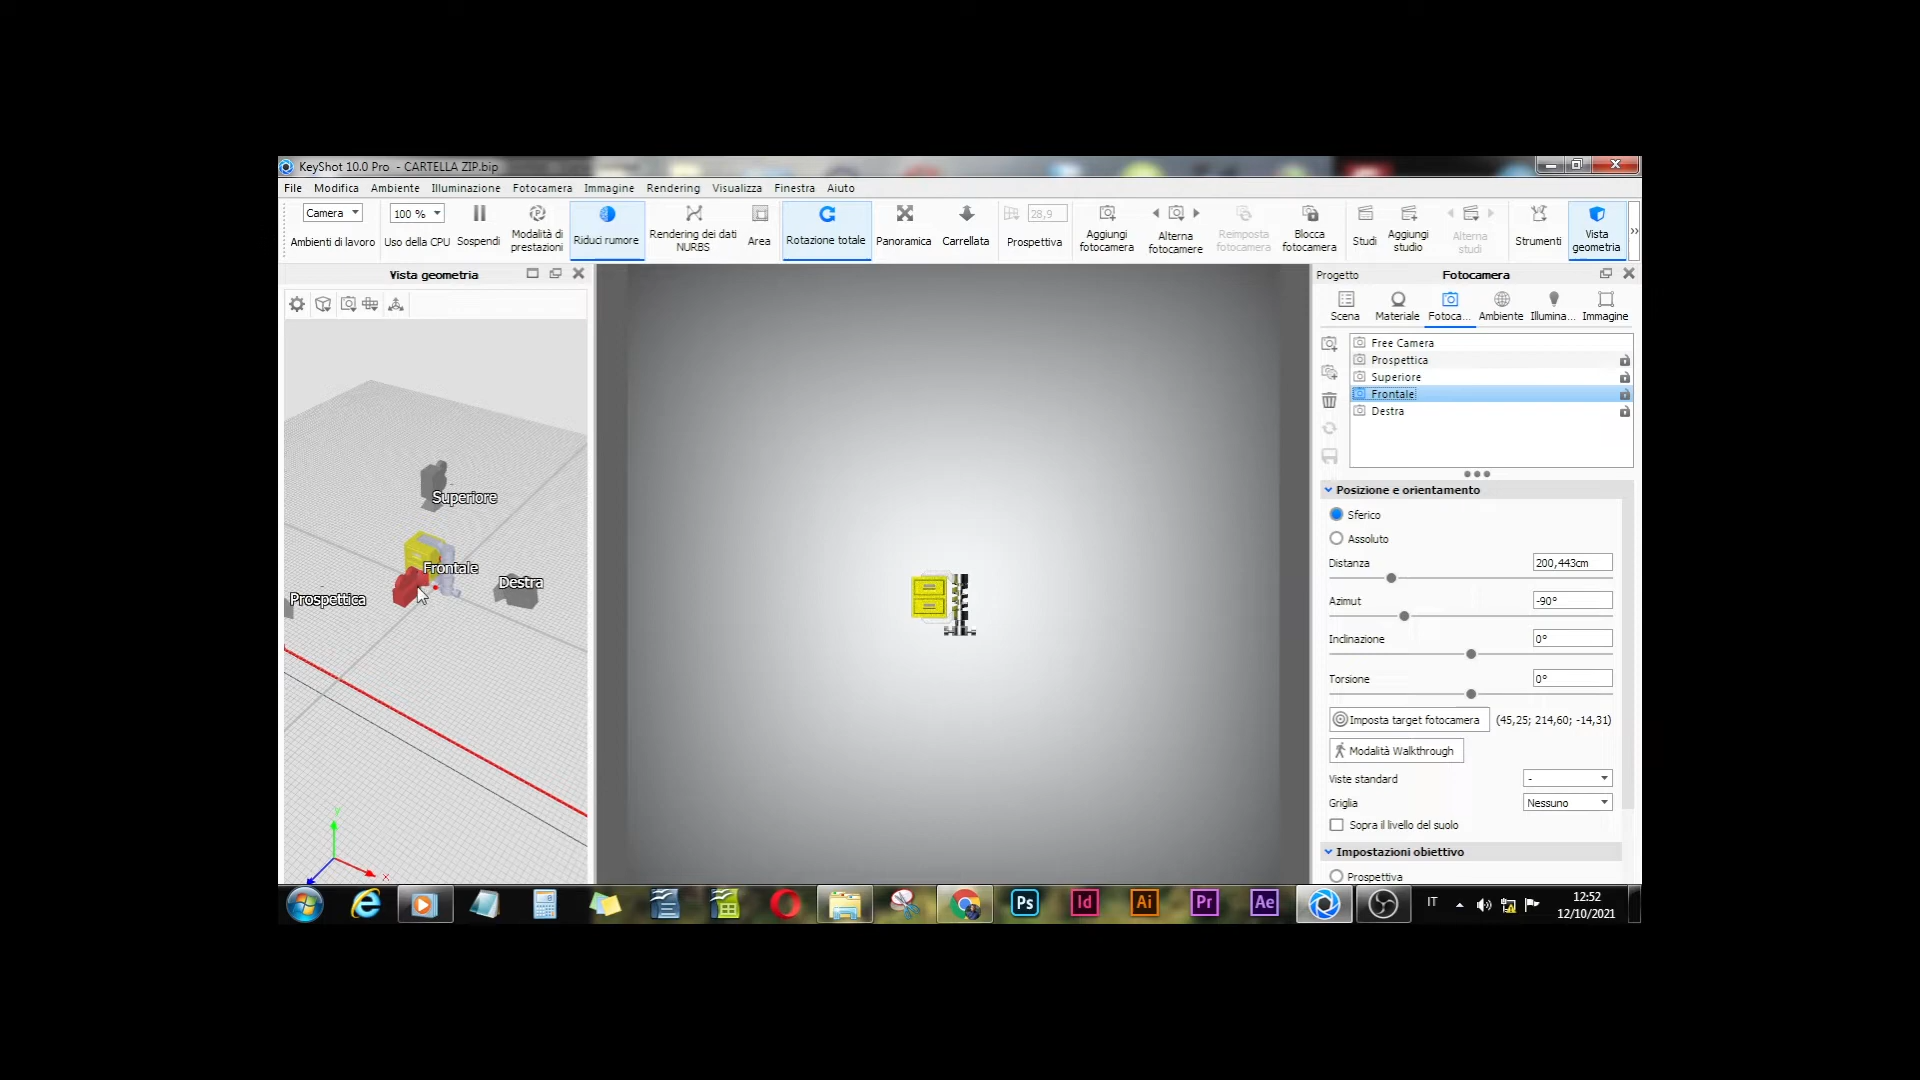 KeyShot 10.0 Pro - CARTELLA ZIP.bip
File Modifica Ambiente Illuminazione Fotocamera Immagine Rendering Visualizza Finestra Aiuto
Camera
Ambienti di lavoro
100 %
Uso della CPU
Sospendi
Modalità di
prestazioni
Riduci rumore
Rendering dei dati
NURBS
Area
Rotazione totale
Panoramica
Carrellata
28,9
Prospettiva
Aggiungi
fotocamera
Alterna
fotocamere
Reimposta
fotocamera
Blocca
fotocamera
Studi
Aggiungi
studio
Alterna
studi
Strumenti
Vista
geometria
Vista geometria
Superiore
Frontale
Destra
Prospettica
Y
X
Progetto
Fotocamera
Scena
Materiale
Fotoca...
Ambiente
Illumina...
Immagine
Free Camera
Prospettica
Superiore
Frontale
Destra
Posizione e orientamento
Sferico
Assoluto
Distanza 200,443cm
Azimut -90°
Inclinazione 0°
Torsione 0°
Imposta target fotocamera (45,25; 214,60; -14,31)
Modalità Walkthrough
Viste standard -
Griglia Nessuno
Sopra il livello del suolo
Impostazioni obiettivo
Prospettiva
Ps
Id
Ai
Pr
Ae
IT
12:52
12/10/2021